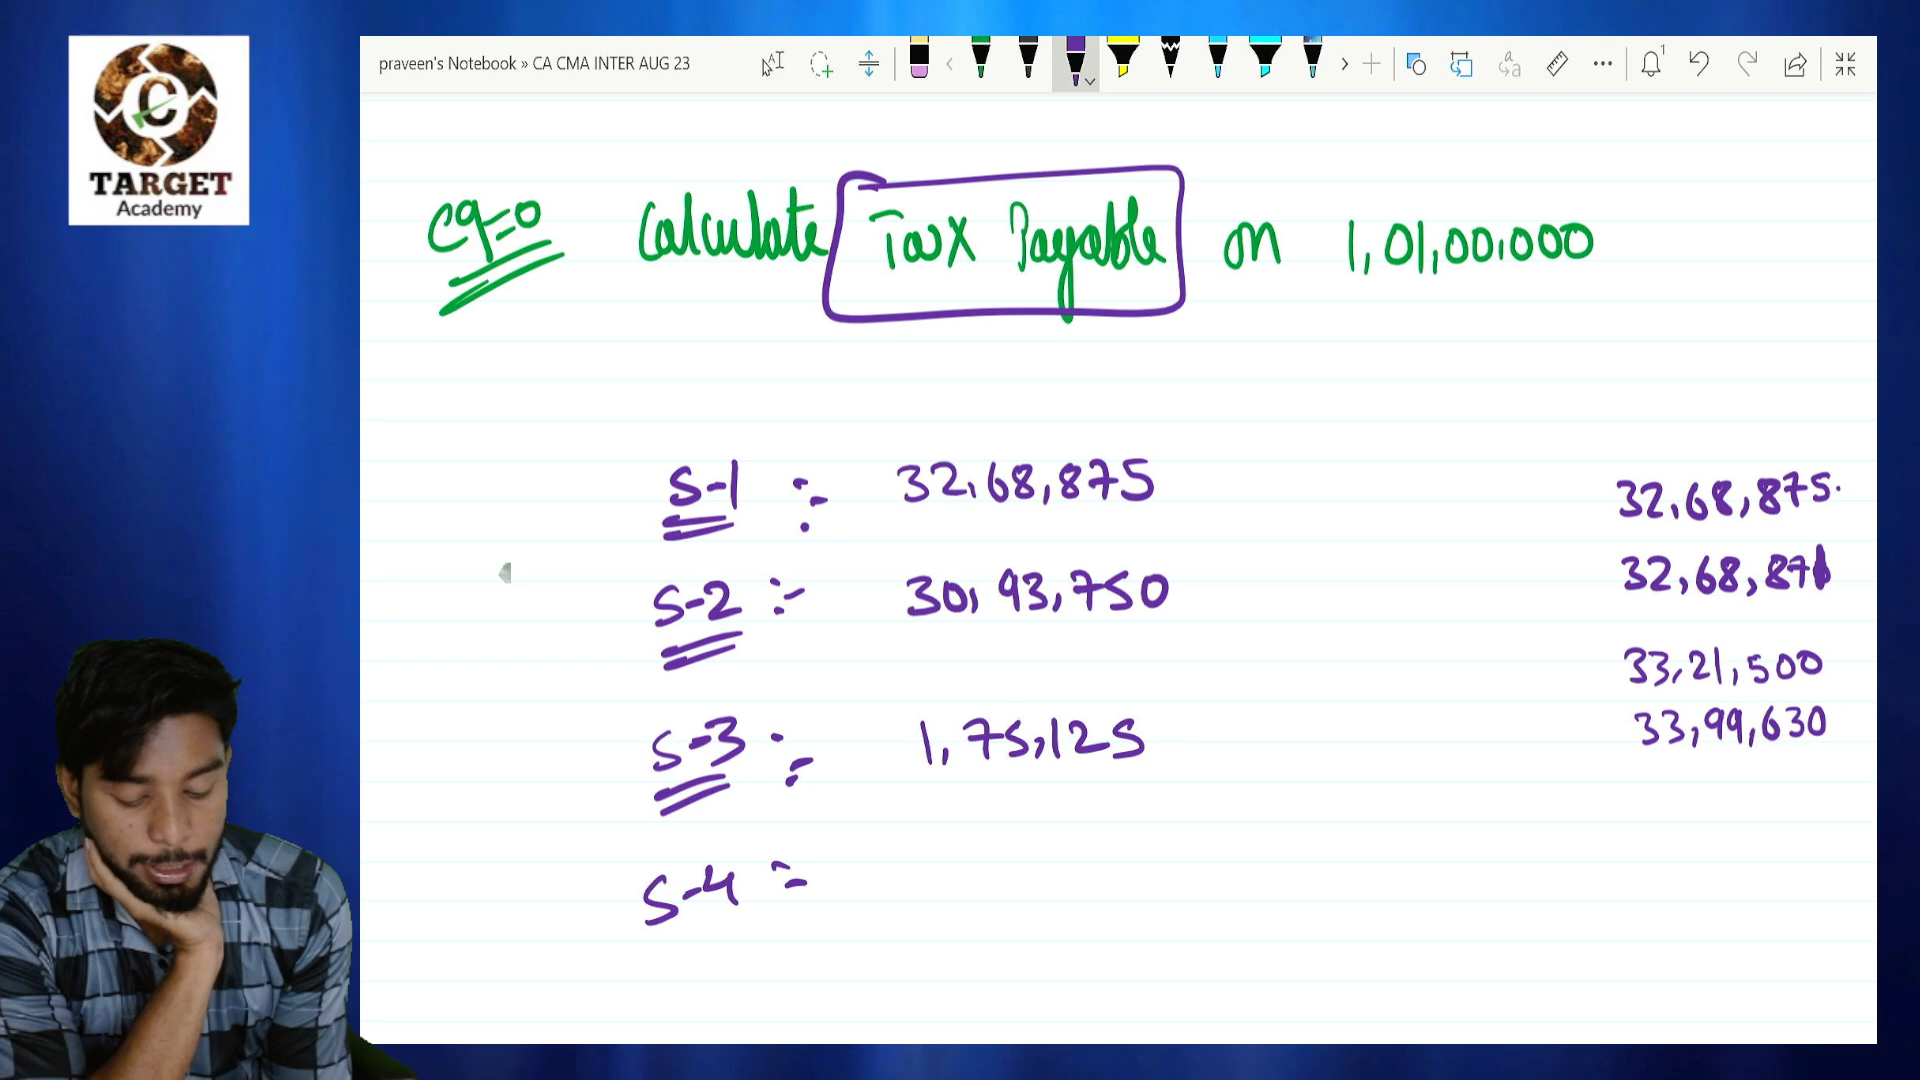 praveen's Notebook » CA CMA INTER AUG 23
C
TARGET
Academy
Calculate Tax Payable on 1,01,00,000
S-1 :- 32,68,875
S-2 :- 30,93,750
S-3 :- 1,75,125
S-4 :-
32,68,875.
32,68,871
33,21,500
33,99,630